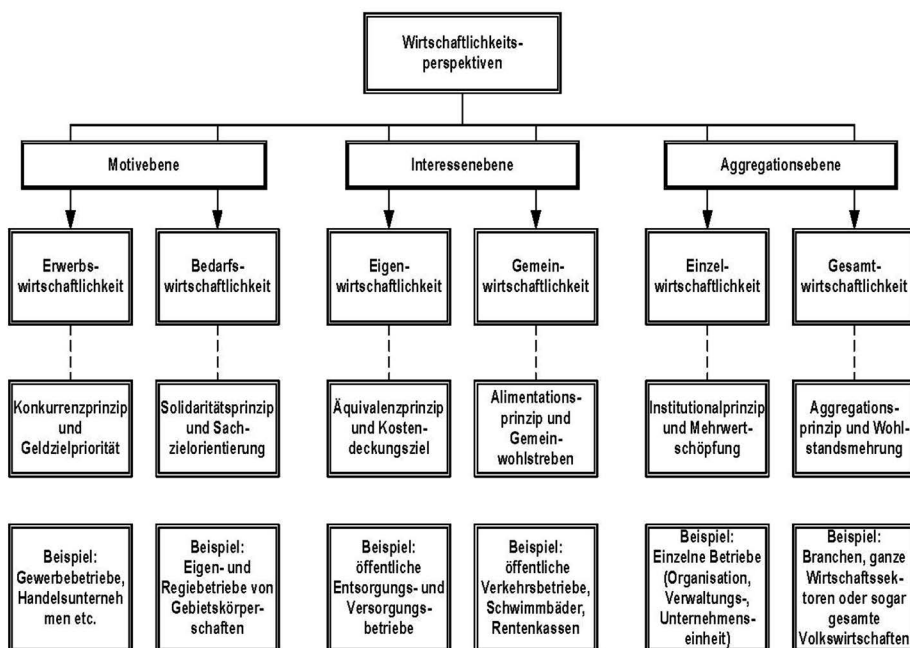 Wirtschaftlichkeits-
perspektiven
Motivebene
Interessenebene
Aggregationsebene
Erwerbs-
wirtschaftlichkeit
Bedarfs-
wirtschaftlichkeit
Eigen-
wirtschaftlichkeit
Gemein-
wirtschaftlichkeit
Einzel-
wirtschaftlichkeit
Gesamt-
wirtschaftlichkeit
Konkurrenzprinzip
und
Geldzielpriorität
Solidaritätsprinzip
und Sach-
zielorientierung
Äquivalenzprinzip
und Kosten-
deckungsziel
Alimentations-
prinzip und
Gemein-
wohlstreben
Institutionalprinzip
und Mehrwert-
schöpfung
Aggregations-
prinzip und Wohl-
standsmehrung
Beispiel:
Gewerbebetriebe,
Handelsunterneh
men etc.
Beispiel:
Eigen- und
Regiebetriebe von
Gebietskörper-
schaften
Beispiel:
öffentliche
Entsorgungs- und
Versorgungs-
betriebe
Beispiel:
öffentliche
Verkehrsbetriebe,
Schwimmbäder,
Rentenkassen
Beispiel:
Einzelne Betriebe
(Organisation,
Verwaltungs-,
Unternehmens-
einheit)
Beispiel:
Branchen, ganze
Wirtschaftssek-
toren oder sogar
gesamte
Volkswirtschaften